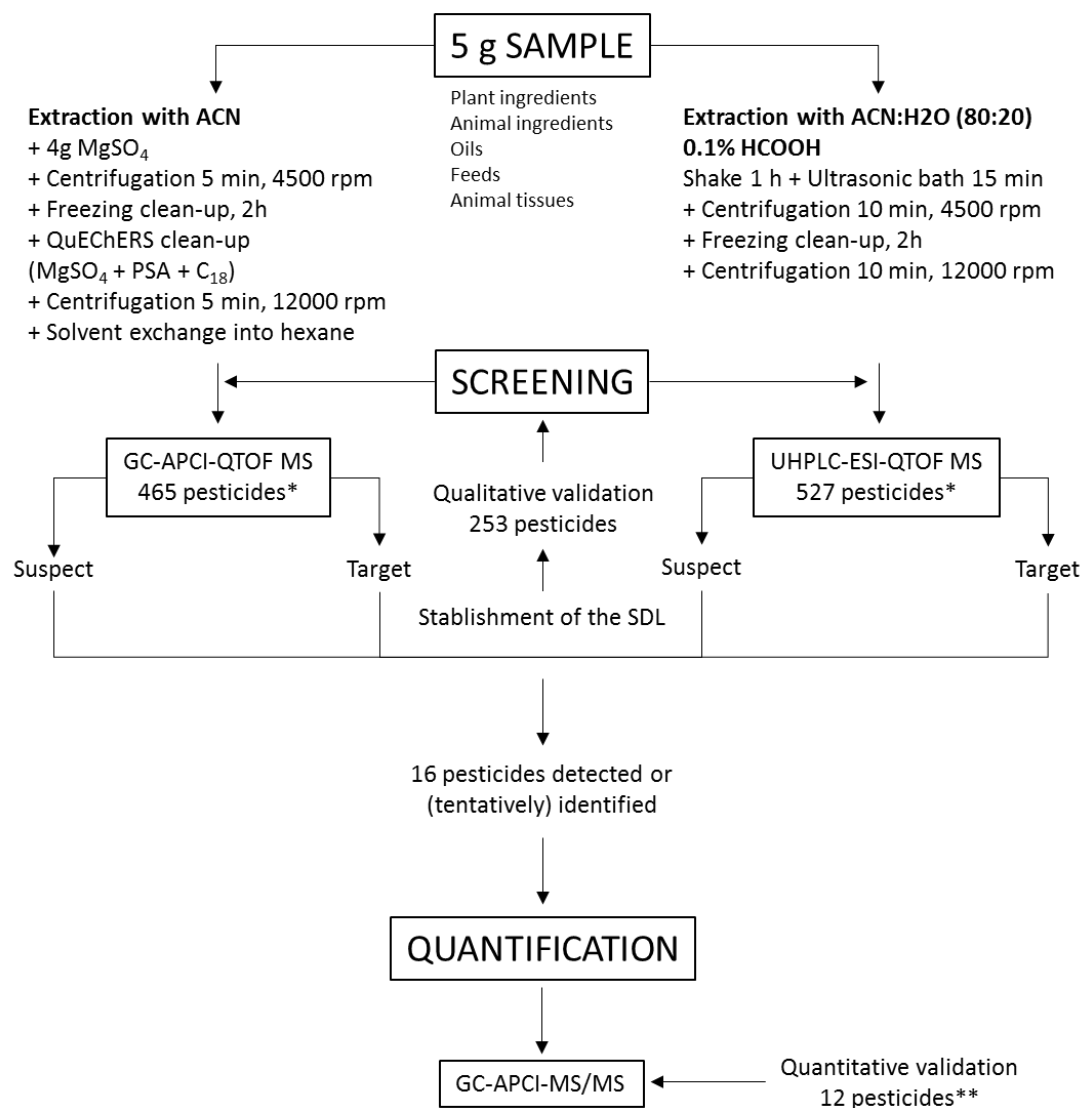 5 g SAMPLE
Plant ingredients
Animal ingredients
Oils
Feeds
Animal tissues
Extraction with ACN
+ 4g MgSO₄
+ Centrifugation 5 min, 4500 rpm
+ Freezing clean-up, 2h
+ QuEChERS clean-up
(MgSO₄ + PSA + C₁₈)
+ Centrifugation 5 min, 12000 rpm
+ Solvent exchange into hexane
Extraction with ACN:H2O (80:20)
0.1% HCOOH
Shake 1 h + Ultrasonic bath 15 min
+ Centrifugation 10 min, 4500 rpm
+ Freezing clean-up, 2h
+ Centrifugation 10 min, 12000 rpm
SCREENING
GC-APCI-QTOF MS
465 pesticides*
Suspect
Target
Qualitative validation
253 pesticides
Stablishment of the SDL
UHPLC-ESI-QTOF MS
527 pesticides*
Suspect
Target
16 pesticides detected or
(tentatively) identified
QUANTIFICATION
GC-APCI-MS/MS
Quantitative validation
12 pesticides**